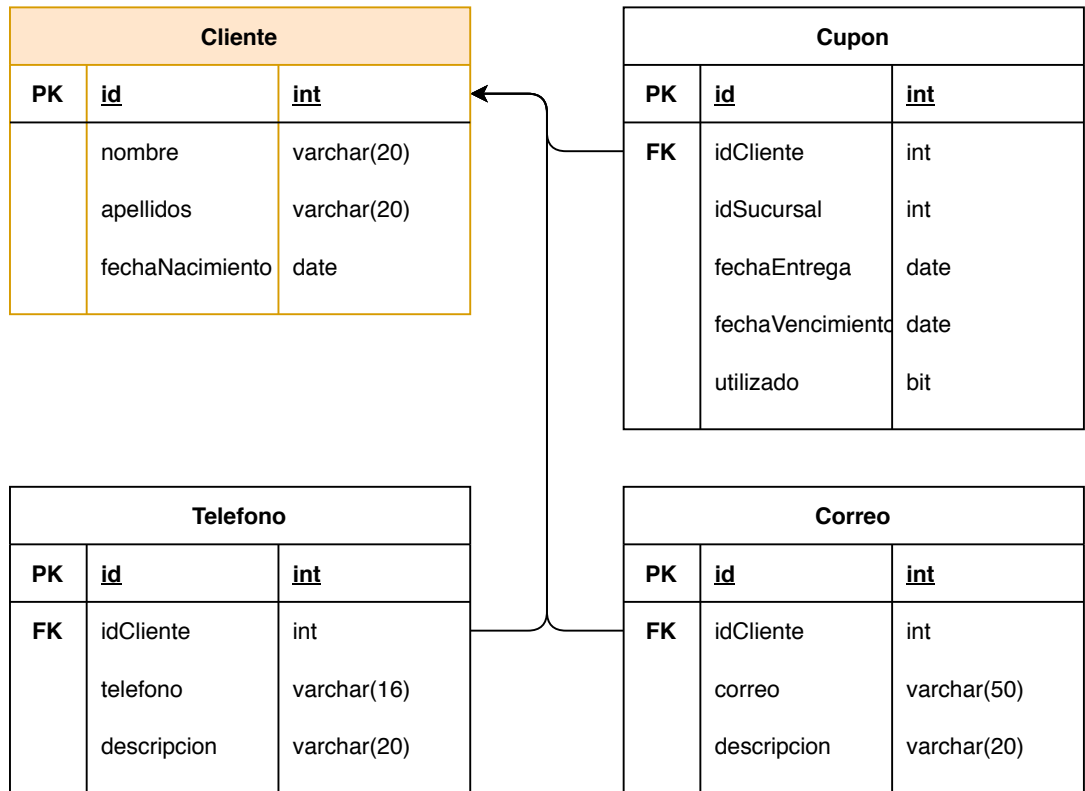 Cliente
PK id int
nombre varchar(20)
apellidos varchar(20)
fechaNacimiento date
Cupon
PK id int
FK idCliente int
idSucursal int
fechaEntrega date
fechaVencimiento date
utilizado bit
Telefono
PK id int
FK idCliente int
telefono varchar(16)
descripcion varchar(20)
Correo
PK id int
FK idCliente int
correo varchar(50)
descripcion varchar(20)